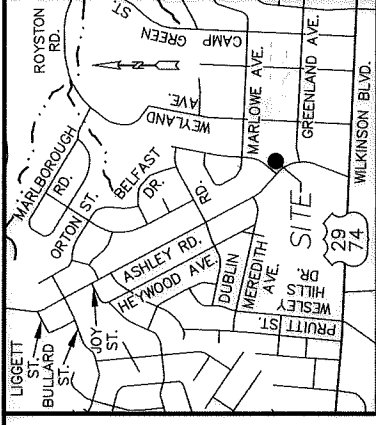 ROYSTON
RD.
CAMP
GREEN
ST.
MARLBOROUGH
RD.
WEYLAND
AVE.
MARLOWE AVE.
GREENLAND AVE.
WILKINSON BLVD.
ORTON ST.
BELFAST
DR.
ASHLEY RD.
HEYWOOD AVE.
DUBLIN
RD.
MEREDITH
AVE.
SITE
29
74
WESLEY
HILLS
DR.
PRUITT ST.
LIGGETT
ST.
BULLARD
ST.
JOY
ST.
N